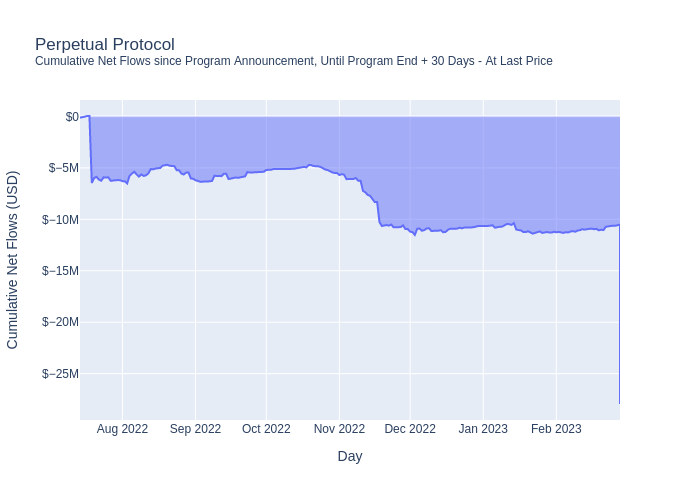 Perpetual Protocol
Cumulative Net Flows since Program Announcement, Until Program End + 30 Days - At Last Price
Cumulative Net Flows (USD)
$0
$−5M
$−10M
$−15M
$−20M
$−25M
Aug 2022
Sep 2022
Oct 2022
Nov 2022
Dec 2022
Jan 2023
Feb 2023
Day